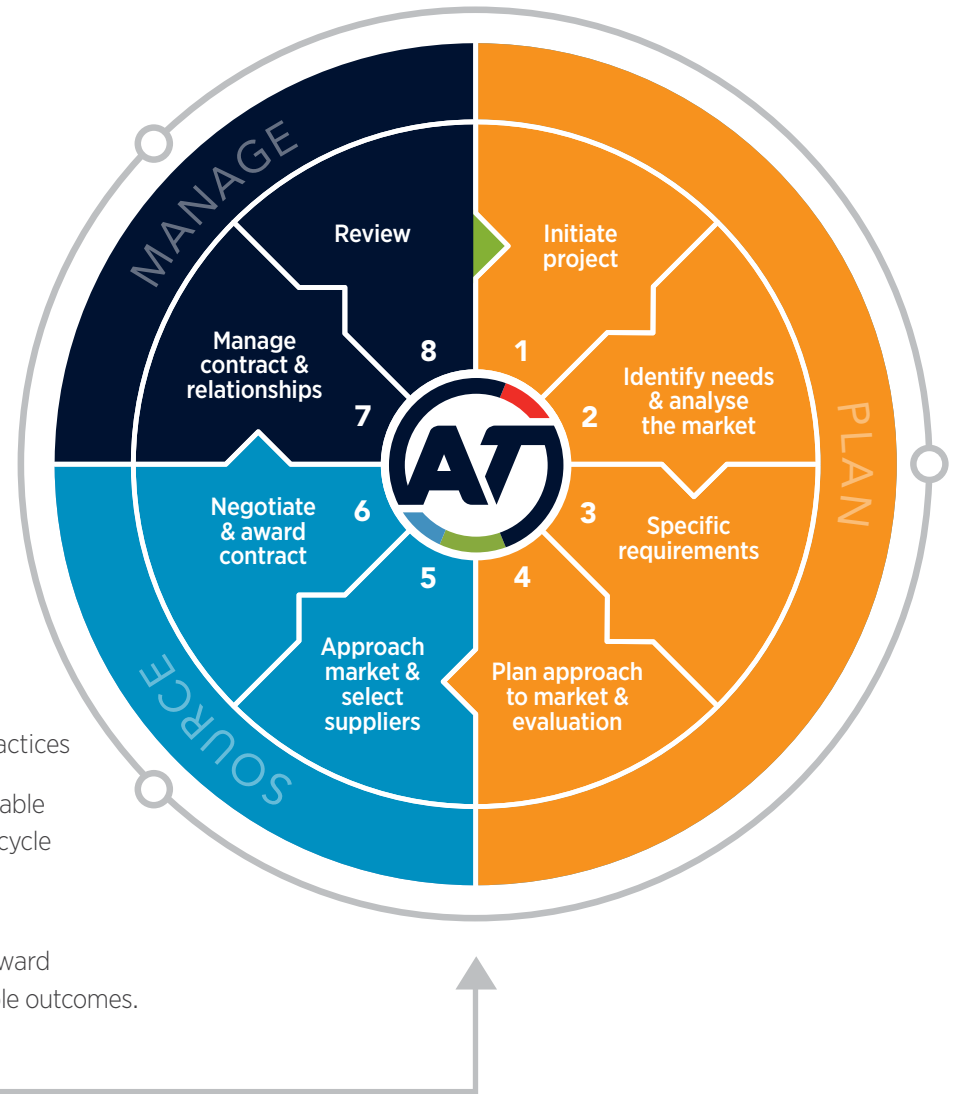 MANAGE
PLAN
SOURCE
Initiate
project
1
Identify needs
& analyse
the market
2
Specific
requirements
3
Plan approach
to market &
evaluation
4
Approach
market &
select
suppliers
5
Negotiate
& award
contract
6
Manage
contract &
relationships
7
Review
8
AT
actices
able
cycle
ward
le outcomes.